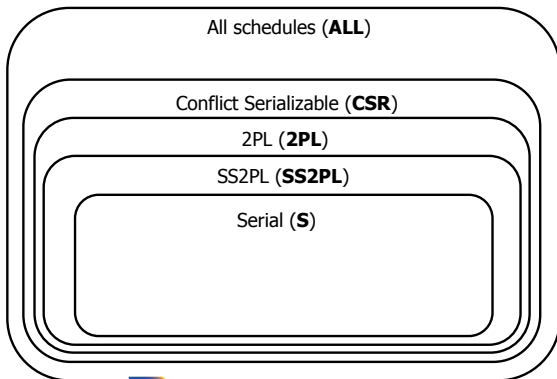 All schedules (ALL)
Conflict Serializable (CSR)
2PL (2PL)
SS2PL (SS2PL)
Serial (S)